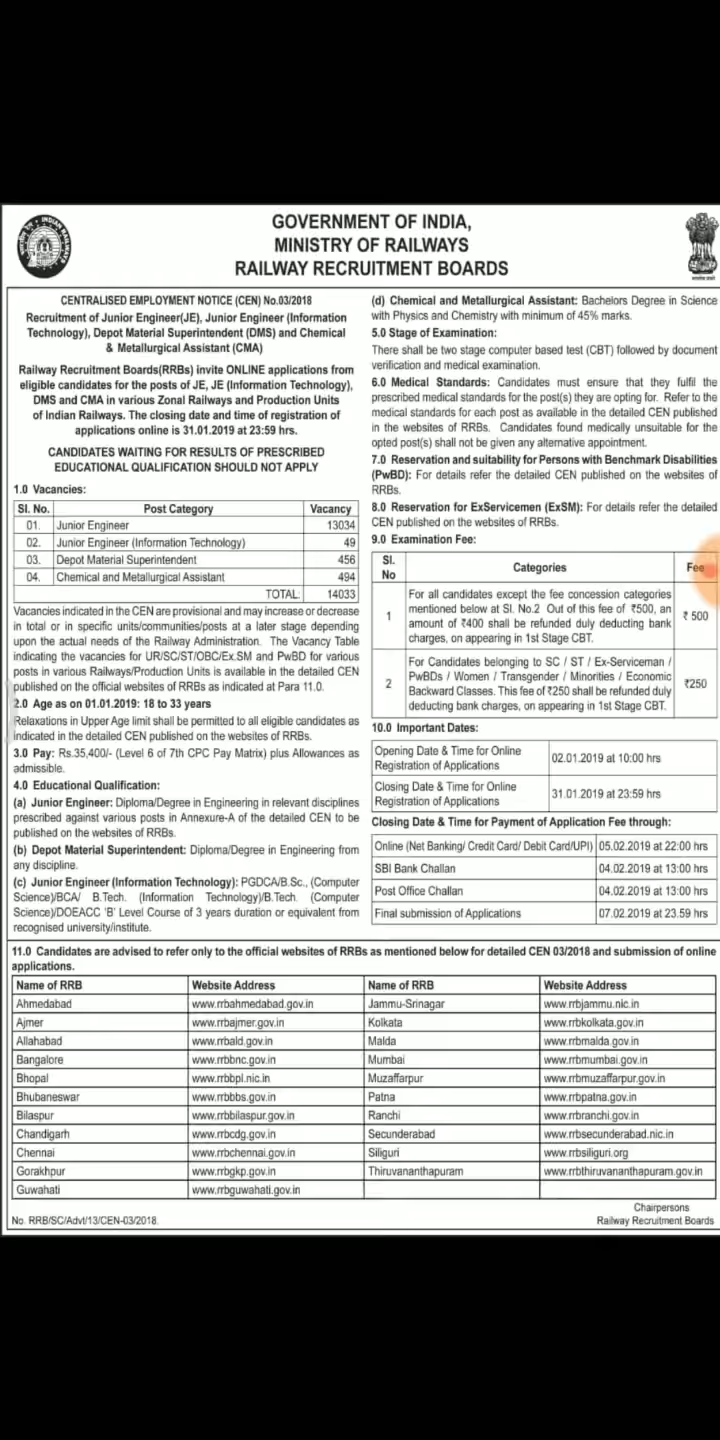 GOVERNMENT OF INDIA,
MINISTRY OF RAILWAYS
RAILWAY RECRUITMENT BOARDS
CENTRALISED EMPLOYMENT NOTICE (CEN) No.03/2018
Recruitment of Junior Engineer(JE), Junior Engineer (Information
Technology), Depot Material Superintendent (DMS) and Chemical
& Metallurgical Assistant (CMA)
Railway Recruitment Boards(RRBs) invite ONLINE applications from
eligible candidates for the posts of JE, JE (Information Technology),
DMS and CMA in various Zonal Railways and Production Units
of Indian Railways. The closing date and time of registration of
applications online is 31.01.2019 at 23:59 hrs.
CANDIDATES WAITING FOR RESULTS OF PRESCRIBED
EDUCATIONAL QUALIFICATION SHOULD NOT APPLY
1.0 Vacancies:
Sl. No. Post Category Vacancy
01. Junior Engineer 13034
02. Junior Engineer (Information Technology) 49
03. Depot Material Superintendent 456
04. Chemical and Metallurgical Assistant 494
TOTAL: 14033
Vacancies indicated in the CEN are provisional and may increase or decrease
in total or in specific units/communities/posts at a later stage depending
upon the actual needs of the Railway Administration. The Vacancy Table
indicating the vacancies for UR/SC/ST/OBC/Ex.SM and PwBD for various
posts in various Railways/Production Units is available in the detailed CEN
published on the official websites of RRBs as indicated at Para 11.0.
2.0 Age as on 01.01.2019: 18 to 33 years
Relaxations in Upper Age limit shall be permitted to all eligible candidates as
indicated in the detailed CEN published on the websites of RRBs.
3.0 Pay: Rs.35,400/- (Level 6 of 7th CPC Pay Matrix) plus Allowances as
admissible.
4.0 Educational Qualification:
(a) Junior Engineer: Diploma/Degree in Engineering in relevant disciplines
prescribed against various posts in Annexure-A of the detailed CEN to be
published on the websites of RRBs.
(b) Depot Material Superintendent: Diploma/Degree in Engineering from
any discipline.
(c) Junior Engineer (Information Technology): PGDCA/B.Sc., (Computer
Science)/BCA/ B.Tech. (Information Technology)/B.Tech. (Computer
Science)/DOEACC 'B' Level Course of 3 years duration or equivalent from
recognised university/institute.
(d) Chemical and Metallurgical Assistant: Bachelors Degree in Science
with Physics and Chemistry with minimum of 45% marks.
5.0 Stage of Examination:
There shall be two stage computer based test (CBT) followed by document
verification and medical examination.
6.0 Medical Standards: Candidates must ensure that they fulfil the
prescribed medical standards for the post(s) they are opting for. Refer to the
medical standards for each post as available in the detailed CEN published
in the websites of RRBs. Candidates found medically unsuitable for the
opted post(s) shall not be given any alternative appointment.
7.0 Reservation and suitability for Persons with Benchmark Disabilities
(PwBD): For details refer the detailed CEN published on the websites of
RRBs.
8.0 Reservation for ExServicemen (ExSM): For details refer the detailed
CEN published on the websites of RRBs.
9.0 Examination Fee:
Sl. No Categories Fee
1 For all candidates except the fee concession categories
mentioned below at Sl. No.2 Out of this fee of ₹500, an
amount of ₹400 shall be refunded duly deducting bank
charges, on appearing in 1st Stage CBT. ₹ 500
2 For Candidates belonging to SC / ST / Ex-Serviceman /
PwBDs / Women / Transgender / Minorities / Economic
Backward Classes. This fee of ₹250 shall be refunded duly
deducting bank charges, on appearing in 1st Stage CBT. ₹250
10.0 Important Dates:
Opening Date & Time for Online
Registration of Applications 02.01.2019 at 10:00 hrs
Closing Date & Time for Online
Registration of Applications 31.01.2019 at 23:59 hrs
Closing Date & Time for Payment of Application Fee through:
Online (Net Banking/ Credit Card/ Debit Card/UPI) 05.02.2019 at 22:00 hrs
SBI Bank Challan 04.02.2019 at 13:00 hrs
Post Office Challan 04.02.2019 at 13:00 hrs
Final submission of Applications 07.02.2019 at 23.59 hrs
11.0 Candidates are advised to refer only to the official websites of RRBs as mentioned below for detailed CEN 03/2018 and submission of online
applications.
Name of RRB Website Address Name of RRB Website Address
Ahmedabad www.rrbahmedabad.gov.in Jammu-Srinagar www.rrbjammu.nic.in
Ajmer www.rrbajmer.gov.in Kolkata www.rrbkolkata.gov.in
Allahabad www.rrbald.gov.in Malda www.rrbmalda.gov.in
Bangalore www.rrbbnc.gov.in Mumbai www.rrbmumbai.gov.in
Bhopal www.rrbbpl.nic.in Muzaffarpur www.rrbmuzaffarpur.gov.in
Bhubaneswar www.rrbbbs.gov.in Patna www.rrbpatna.gov.in
Bilaspur www.rrbbilaspur.gov.in Ranchi www.rrbranchi.gov.in
Chandigarh www.rrbcdg.gov.in Secunderabad www.rrbsecunderabad.nic.in
Chennai www.rrbchennai.gov.in Siliguri www.rrbsiliguri.org
Gorakhpur www.rrbgkp.gov.in Thiruvananthapuram www.rrbthiruvananthapuram.gov.in
Guwahati www.rrbguwahati.gov.in
Chairpersons
No. RRB/SC/Advt/13/CEN-03/2018. Railway Recruitment Boards